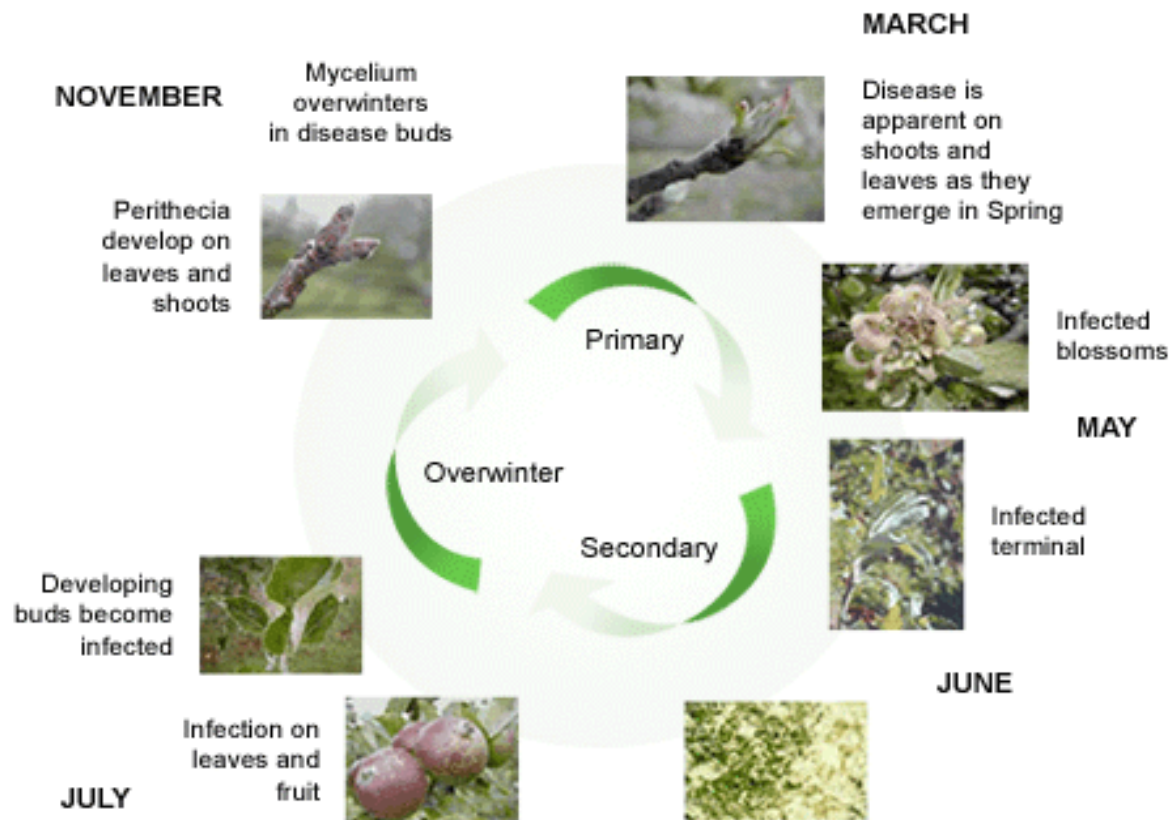 MARCH
Disease is
apparent on
shoots and
leaves as they
emerge in Spring
Infected
blossoms
MAY
Infected
terminal
JUNE
Infection on
leaves and
fruit
JULY
Developing
buds become
infected
Perithecia
develop on
leaves and
shoots
NOVEMBER
Mycelium
overwinters
in disease buds
Primary
Secondary
Overwinter